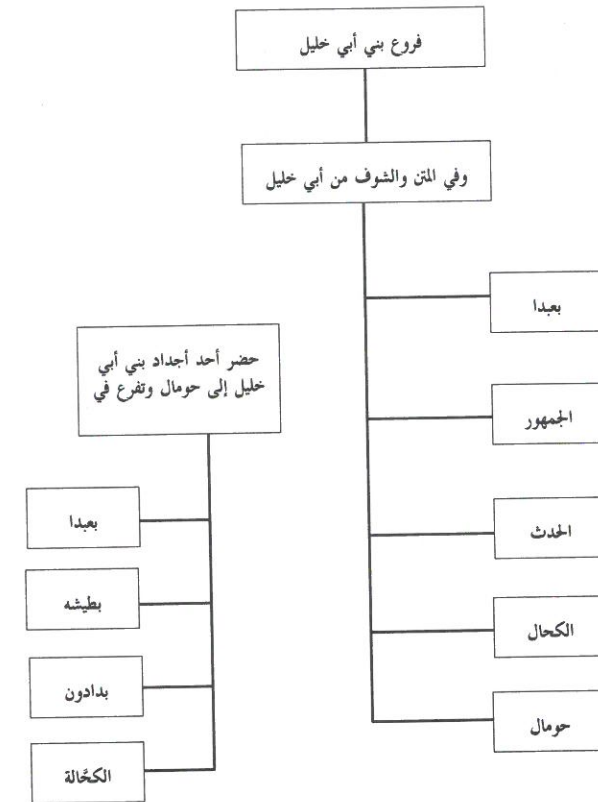 فروع بني أبي خليل
وفي المتن والشوف من أبي خليل
بعبدا
الجمهور
الحدث
الكحال
حومال
حضر أحد أجداد بني أبي
خليل إلى حومال وتفرع في
بعبدا
بطيشه
بدادون
الكحّالة